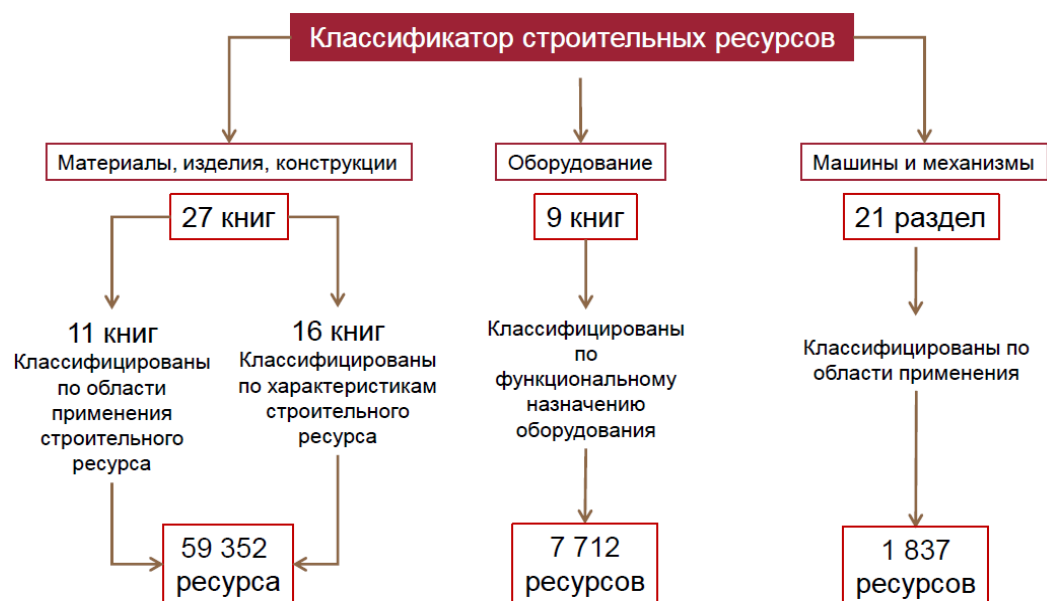 Классификатор строительных ресурсов
Материалы, изделия, конструкции
Оборудование
Машины и механизмы
27 книг
9 книг
21 раздел
11 книг
Классифицированы
по области
применения
строительного
ресурса
16 книг
Классифицированы
по характеристикам
строительного
ресурса
Классифицированы
по
функциональному
назначению
оборудования
Классифицированы по
области применения
59 352
ресурса
7 712
ресурсов
1 837
ресурсов